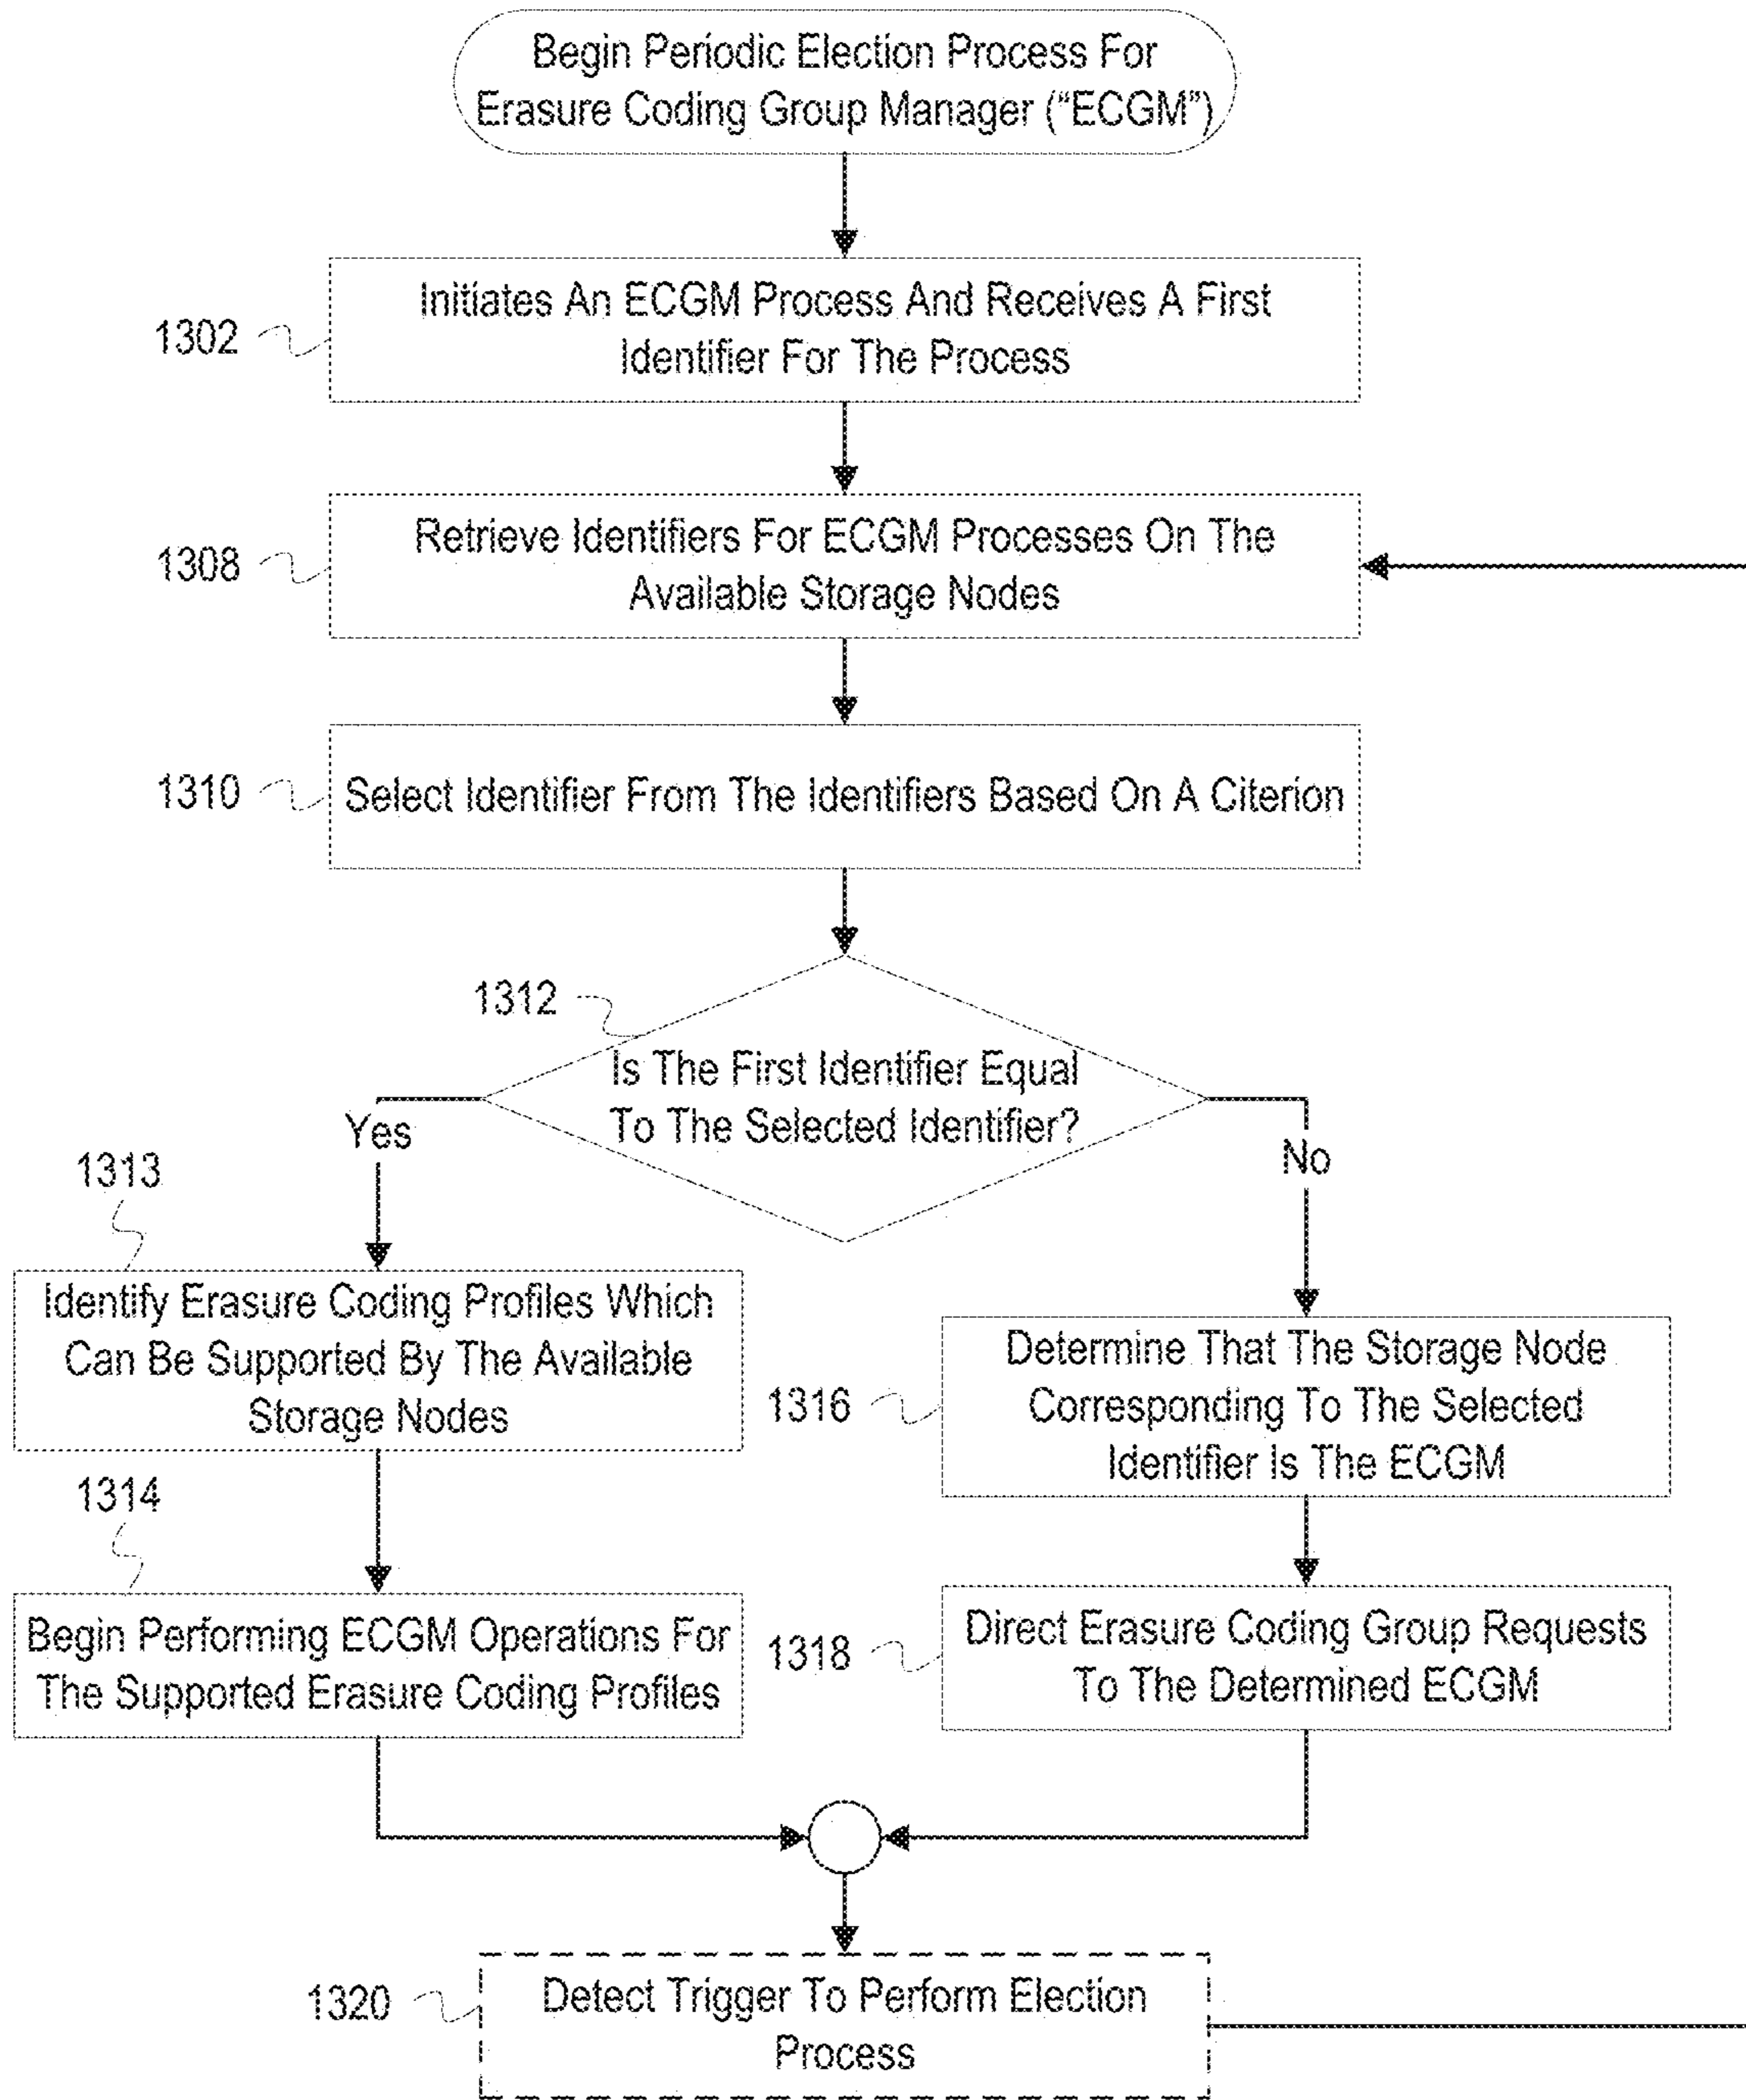 Begin Periodic Election Process For
Erasure Coding Group Manager (“ECGM”)
Initiates An ECGM Process And Receives A First
1302
Identifier For The Process
Retrieve Identifiers For ECGM Processes On The
1308
Available Storage Nodes
1310
Select Identifier From The Identifiers Based On A Citerion
1312
Is The First Identifier Equal
To The Selected Identifier?
Yes
No
1313
Identify Erasure Coding Profiles Which
Can Be Supported By The Available
Storage Nodes
1314
Begin Performing ECGM Operations For
The Supported Erasure Coding Profiles
Determine That The Storage Node
1316
Corresponding To The Selected
Identifier Is The ECGM
Direct Erasure Coding Group Requests
1318
To The Determined ECGM
1320
Detect Trigger To Perform Election
Process